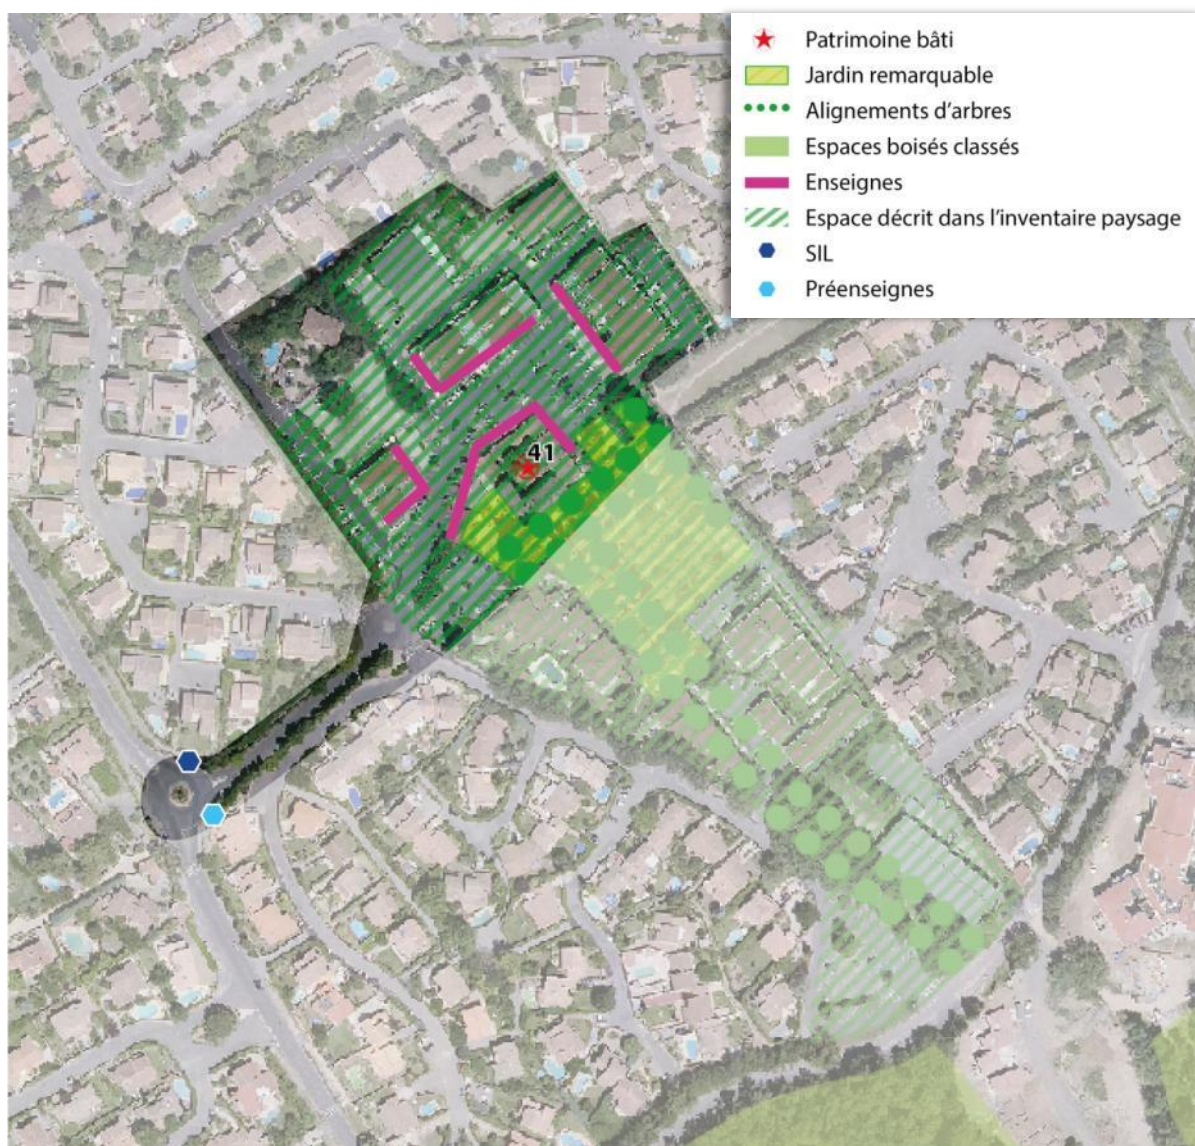 Patrimoine bâti
Jardin remarquable
Alignements d'arbres
Espaces boisés classés
Enseignes
Espace décrit dans l'inventaire paysage
SIL
Préenseignes
41